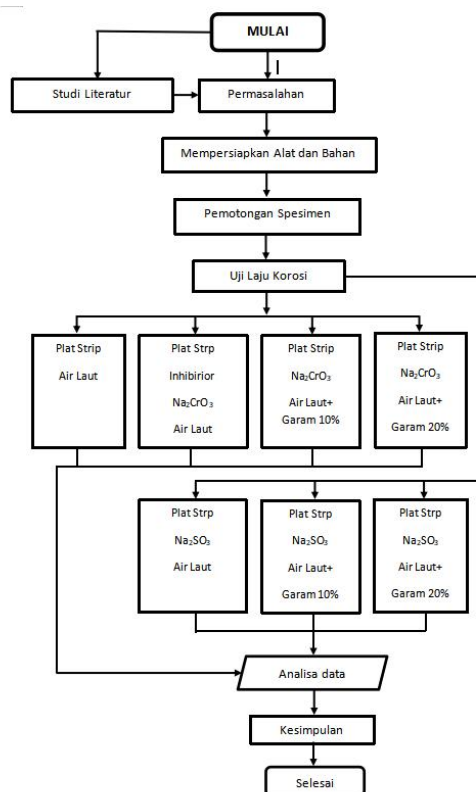 MULAI
Studi Literatur
Permasalahan
Mempersiapkan Alat dan Bahan
Pemotongan Spesimen
Uji Laju Korosi
Plat Strip
Air Laut
Plat Strp
Inhibirior
Na₂CrO₃
Air Laut
Plat Strp
Na₂CrO₃
Air Laut+
Garam 10%
Plat Strp
Na₂CrO₃
Air Laut+
Garam 20%
Plat Strp
Na₂SO₃
Air Laut
Plat Strp
Na₂SO₃
Air Laut+
Garam 10%
Plat Strp
Na₂SO₃
Air Laut+
Garam 20%
Analisa data
Kesimpulan
Selesai